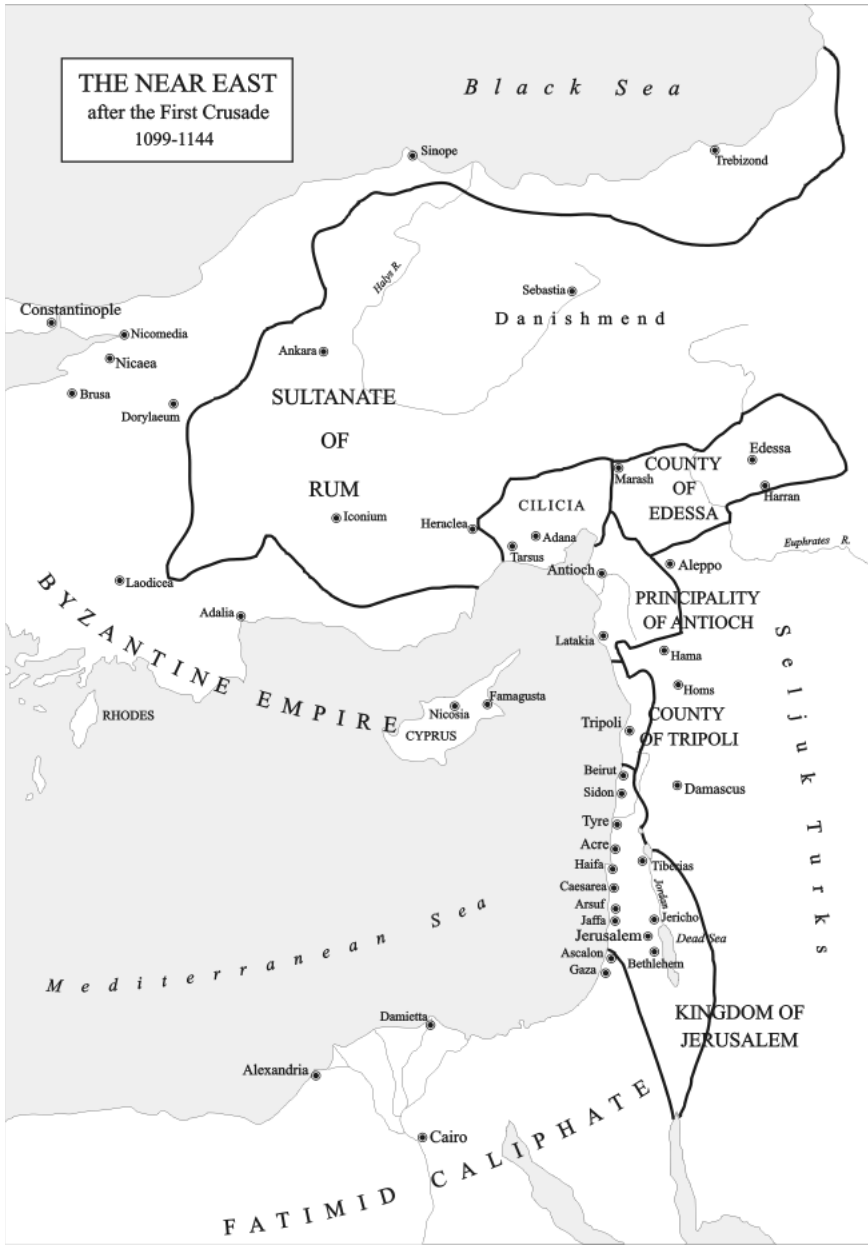 THE NEAR EAST
after the First Crusade
1099-1144
Black Sea
Sinope
Trebizond
Halys R.
Sebastia
Danishmend
Constantinople
Nicomedia
Nicaea
Brusa
Dorylaeum
Ankara
SULTANATE
OF
RUM
Iconium
Heraclea
CILICIA
Adana
Tarsus
Marash
COUNTY
OF
EDESSA
Edessa
Harran
Euphrates R.
Antioch
Aleppo
PRINCIPALITY
OF ANTIOCH
Laodicea
Adalia
BYZANTINE EMPIRE
RHODES
Latakia
Hama
Homs
Nicosia
Famagusta
CYPRUS
Tripoli
COUNTY
OF TRIPOLI
Seljuk Turks
Beirut
Sidon
Damascus
Tyre
Acre
Haifa
Tiberias
Caesarea
Jordan
Arsuf
Jaffa
Jericho
Jerusalem
Dead Sea
Ascalon
Bethlehem
Gaza
Mediterranean Sea
KINGDOM OF
JERUSALEM
Damietta
Alexandria
Cairo
FATIMID CALIPHATE